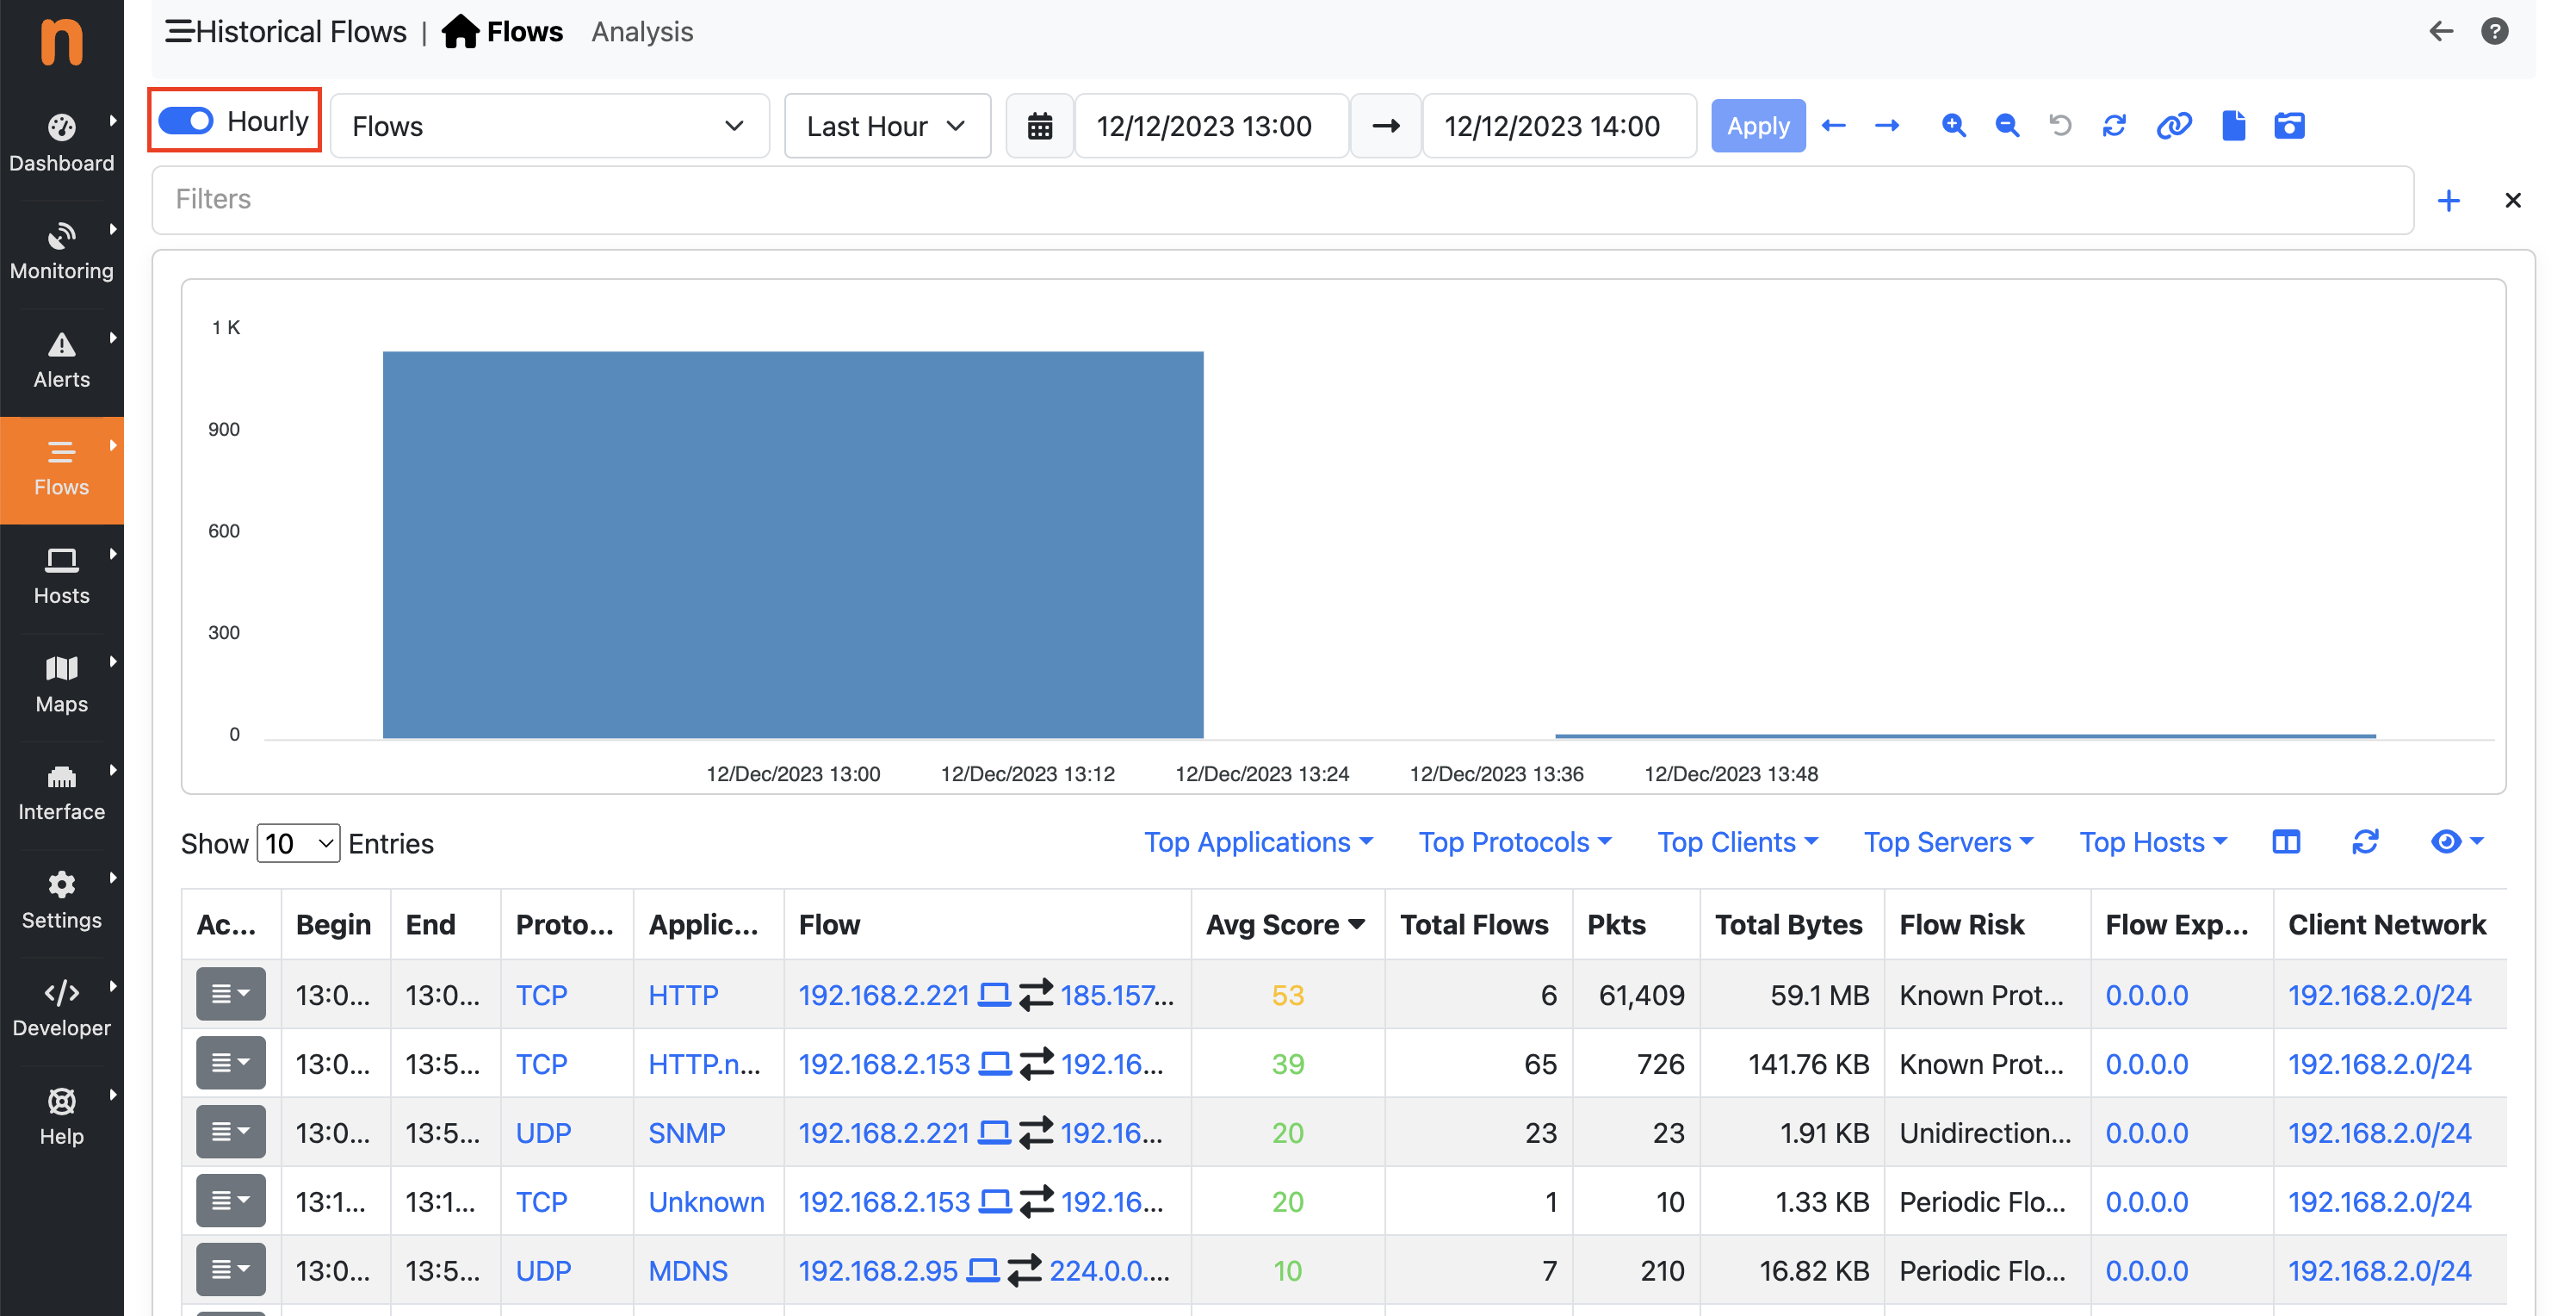 n
Historical Flows | Flows Analysis
?
Hourly
Flows
Last Hour
12/12/2023 13:00
12/12/2023 14:00
Apply
Filters
Dashboard
Monitoring
Alerts
Flows
Hosts
Maps
Interface
Settings
Developer
Help
1 K
900
600
300
0
12/Dec/2023 13:00 12/Dec/2023 13:12 12/Dec/2023 13:24 12/Dec/2023 13:36 12/Dec/2023 13:48
Show 10 Entries
Top Applications Top Protocols Top Clients Top Servers Top Hosts
Ac... Begin End Proto... Applic... Flow Avg Score Total Flows Pkts Total Bytes Flow Risk Flow Exp... Client Network
13:0... 13:0... TCP HTTP 192.168.2.221 185.157... 53 6 61,409 59.1 MB Known Prot... 0.0.0.0 192.168.2.0/24
13:0... 13:5... TCP HTTP.n... 192.168.2.153 192.16... 39 65 726 141.76 KB Known Prot... 0.0.0.0 192.168.2.0/24
13:0... 13:5... UDP SNMP 192.168.2.221 192.16... 20 23 23 1.91 KB Unidirection... 0.0.0.0 192.168.2.0/24
13:1... 13:1... TCP Unknown 192.168.2.153 192.16... 20 1 10 1.33 KB Periodic Flo... 0.0.0.0 192.168.2.0/24
13:0... 13:5... UDP MDNS 192.168.2.95 224.0.0.... 10 7 210 16.82 KB Periodic Flo... 0.0.0.0 192.168.2.0/24